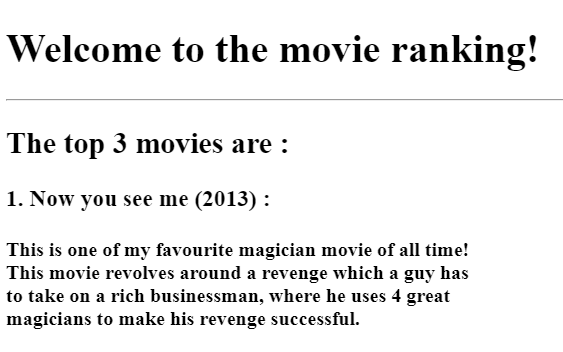 Welcome to the movie ranking!
The top 3 movies are :
1. Now you see me (2013) :
This is one of my favourite magician movie of all time!
This movie revolves around a revenge which a guy has
to take on a rich businessman, where he uses 4 great
magicians to make his revenge successful.